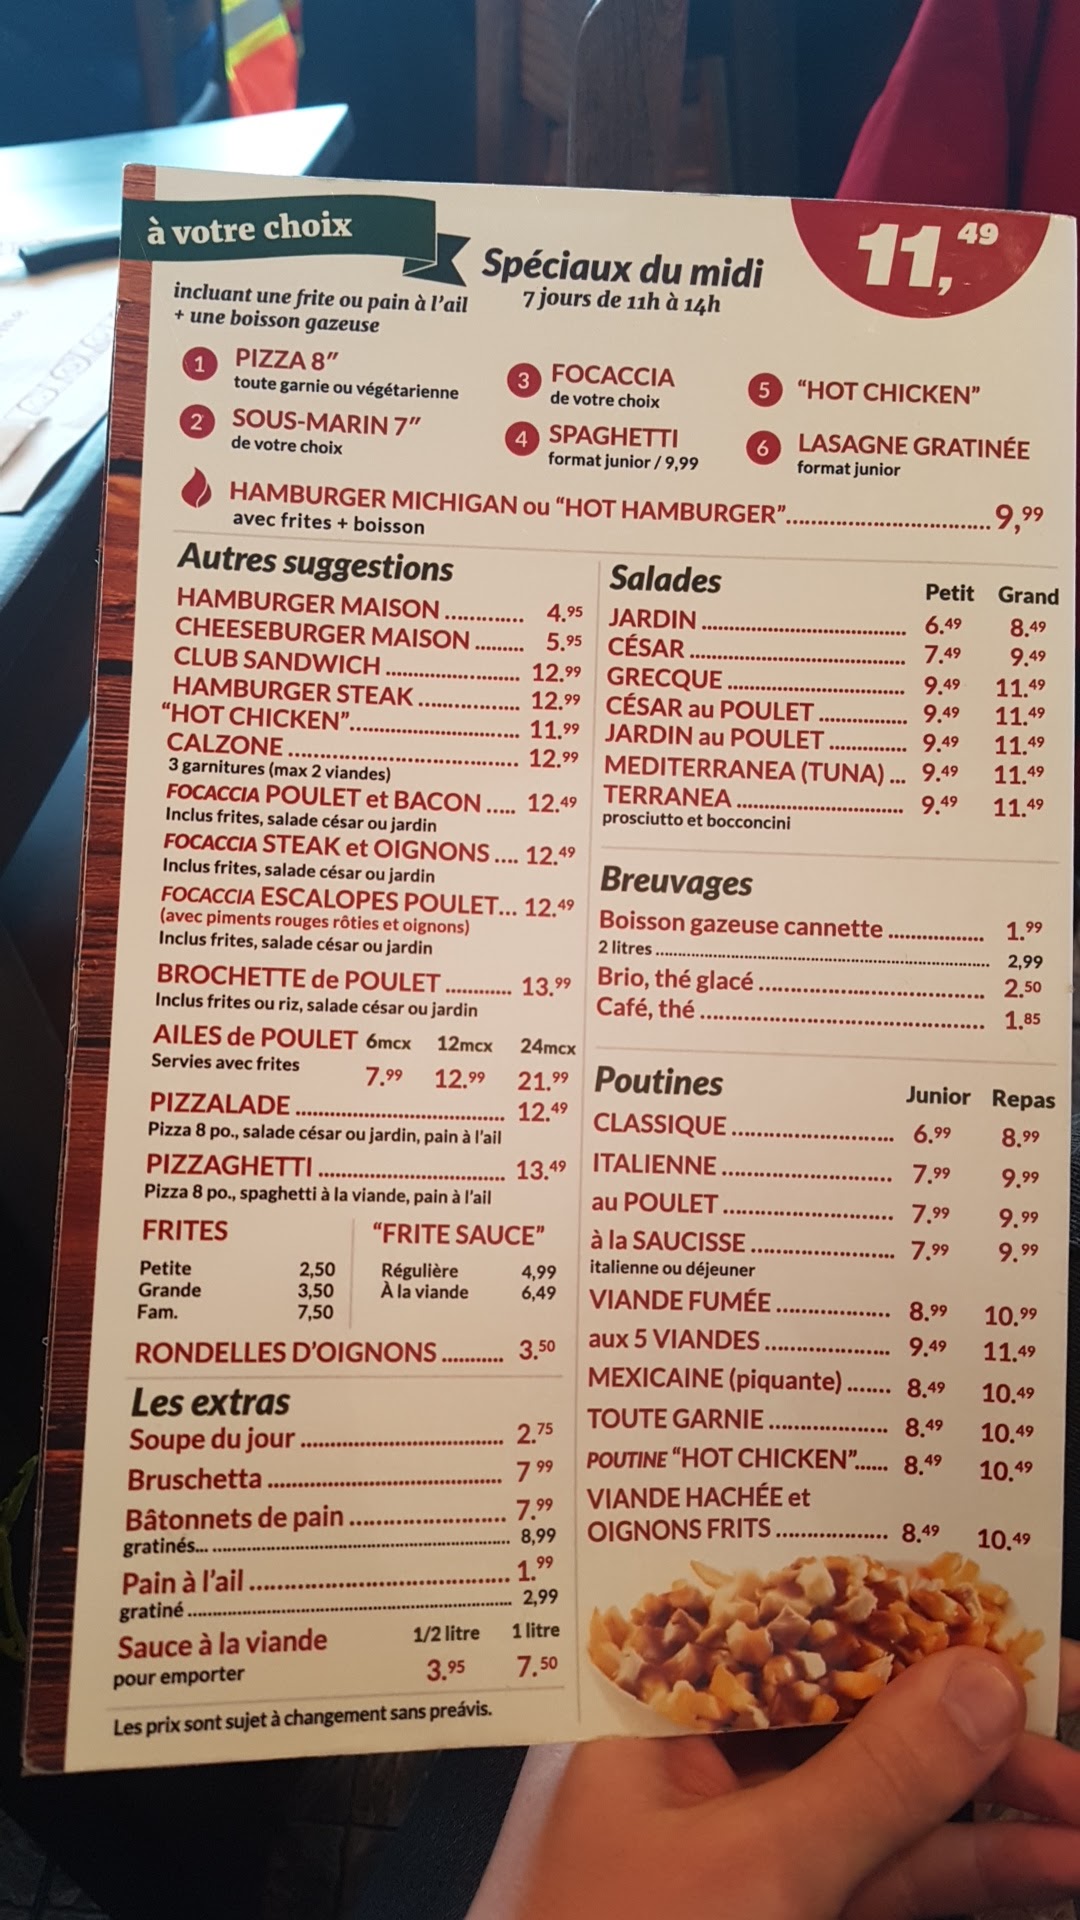 à votre choix
incluant une frite ou pain à l'ail
+ une boisson gazeuse
Spéciaux du midi
7 jours de 11h à 14h
11,49
1 PIZZA 8”
toute garnie ou végétarienne
2 SOUS-MARIN 7”
de votre choix
3 FOCACCIA
de votre choix
4 SPAGHETTI
format junior / 9,99
5 “HOT CHICKEN”
6 LASAGNE GRATINÉE
format junior
HAMBURGER MICHIGAN ou “HOT HAMBURGER”.......... 9,99
avec frites + boisson
Autres suggestions
HAMBURGER MAISON .......... 4.95
CHEESEBURGER MAISON .......... 5.95
CLUB SANDWICH .......... 12.99
HAMBURGER STEAK .......... 12.99
“HOT CHICKEN”.......... 11.99
CALZONE .......... 12.99
3 garnitures (max 2 viandes)
FOCACCIA POULET et BACON ..... 12.49
Inclus frites, salade césar ou jardin
FOCACCIA STEAK et OIGNONS .... 12.49
Inclus frites, salade césar ou jardin
FOCACCIA ESCALOPES POULET... 12.49
(avec piments rouges rôties et oignons)
Inclus frites, salade césar ou jardin
BROCHETTE de POULET .......... 13.99
Inclus frites ou riz, salade césar ou jardin
AILES de POULET 6mcx 12mcx 24mcx
Servies avec frites 7.99 12.99 21.99
PIZZALADE .......... 12.49
Pizza 8 po., salade césar ou jardin, pain à l'ail
PIZZAGHETTI .......... 13.49
Pizza 8 po., spaghetti à la viande, pain à l'ail
FRITES
Petite 2,50
Grande 3,50
Fam. 7,50
“FRITE SAUCE”
Régulière 4,99
À la viande 6,49
RONDELLES D'OIGNONS .......... 3.50
Les extras
Soupe du jour .......... 2.75
Bruschetta .......... 7.99
Bâtonnets de pain .......... 7.99
gratinés... .......... 8,99
Pain à l'ail .......... 1.99
gratiné .......... 2,99
Sauce à la viande 1/2 litre 1 litre
pour emporter 3.95 7.50
Les prix sont sujet à changement sans preávis.
Salades Petit Grand
JARDIN .......... 6.49 8.49
CÉSAR .......... 7.49 9.49
GRECQUE .......... 9.49 11.49
CÉSAR au POULET .......... 9.49 11.49
JARDIN au POULET .......... 9.49 11.49
MEDITERRANEA (TUNA) ... 9.49 11.49
TERRANEA .......... 9.49 11.49
prosciutto et bocconcini
Breuvages
Boisson gazeuse cannette .......... 1.99
2 litres .......... 2,99
Brio, thé glacé .......... 2.50
Café, thé .......... 1.85
Poutines Junior Repas
CLASSIQUE .......... 6.99 8.99
ITALIENNE .......... 7.99 9.99
au POULET .......... 7.99 9.99
à la SAUCISSE .......... 7.99 9.99
italienne ou déjeuner
VIANDE FUMÉE .......... 8.99 10.99
aux 5 VIANDES .......... 9.49 11.49
MEXICAINE (piquante) ....... 8.49 10.49
TOUTE GARNIE .......... 8.49 10.49
POUTINE “HOT CHICKEN”...... 8.49 10.49
VIANDE HACHÉE et
OIGNONS FRITS .......... 8.49 10.49